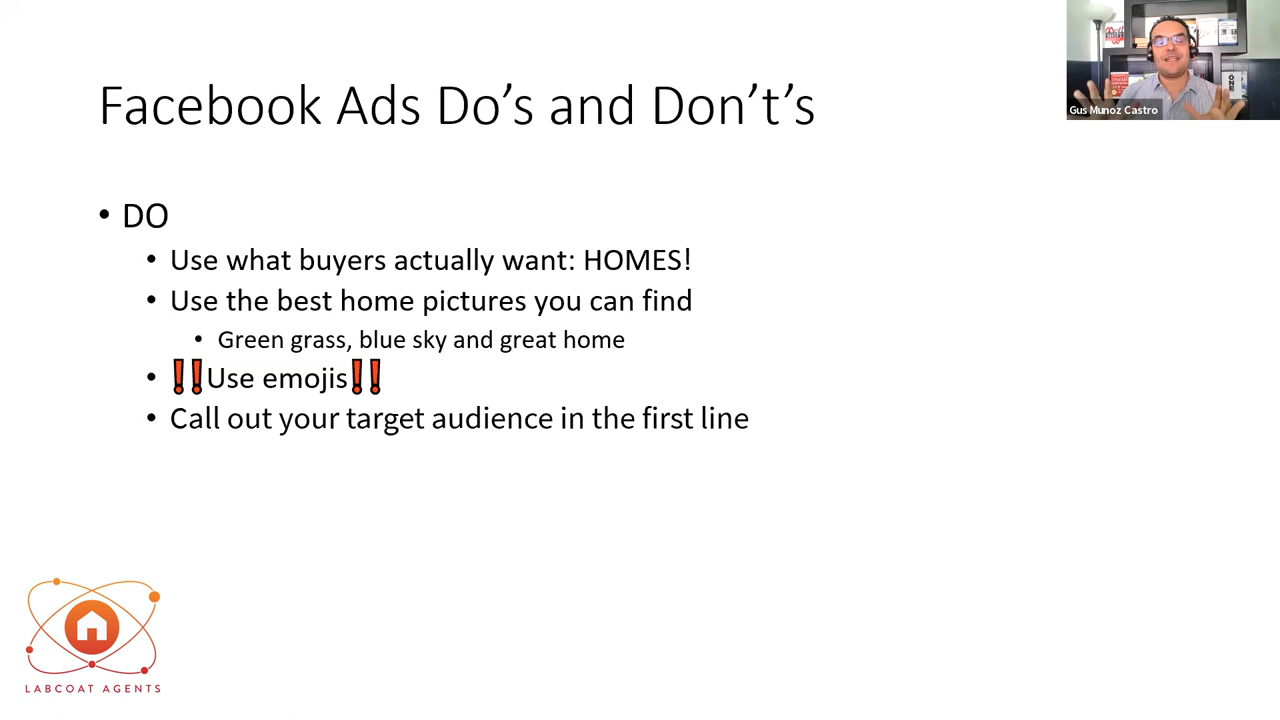 Facebook Ads Do’s and Don’t’s
Gus Munoz Castro
• DO
• Use what buyers actually want: HOMES!
• Use the best home pictures you can find
• Green grass, blue sky and great home
• ‼️Use emojis‼️
• Call out your target audience in the first line
LABCOAT AGENTS